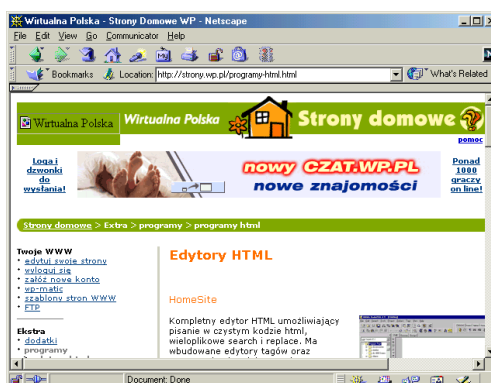 Wirtualna Polska - Strony Domowe WP - Netscape
File Edit View Go Communicator Help
Bookmarks Location: http://strony.wp.pl/programy-html.html What's Related
Wirtualna Polska Wirtualna Polska Strony domowe
pomoc
Loga i
dzwonki
do
wysłania!
nowy CZAT.WP.PL
nowe znajomości
Ponad
1000
graczy
on line!
Strony domowe > Extra > programy > programy html
Twoje WWW
• edytuj swoje strony
• wyloguj się
• załóż nowe konto
• wp-matic
• szablony stron WWW
• FTP
Ekstra
• dodatki
• programy
Edytory HTML
HomeSite
Kompletny edytor HTML umożliwiający
pisanie w czystym kodzie html,
wieloplikowe search i replace. Ma
wbudowane edytory tagów oraz
Document: Done